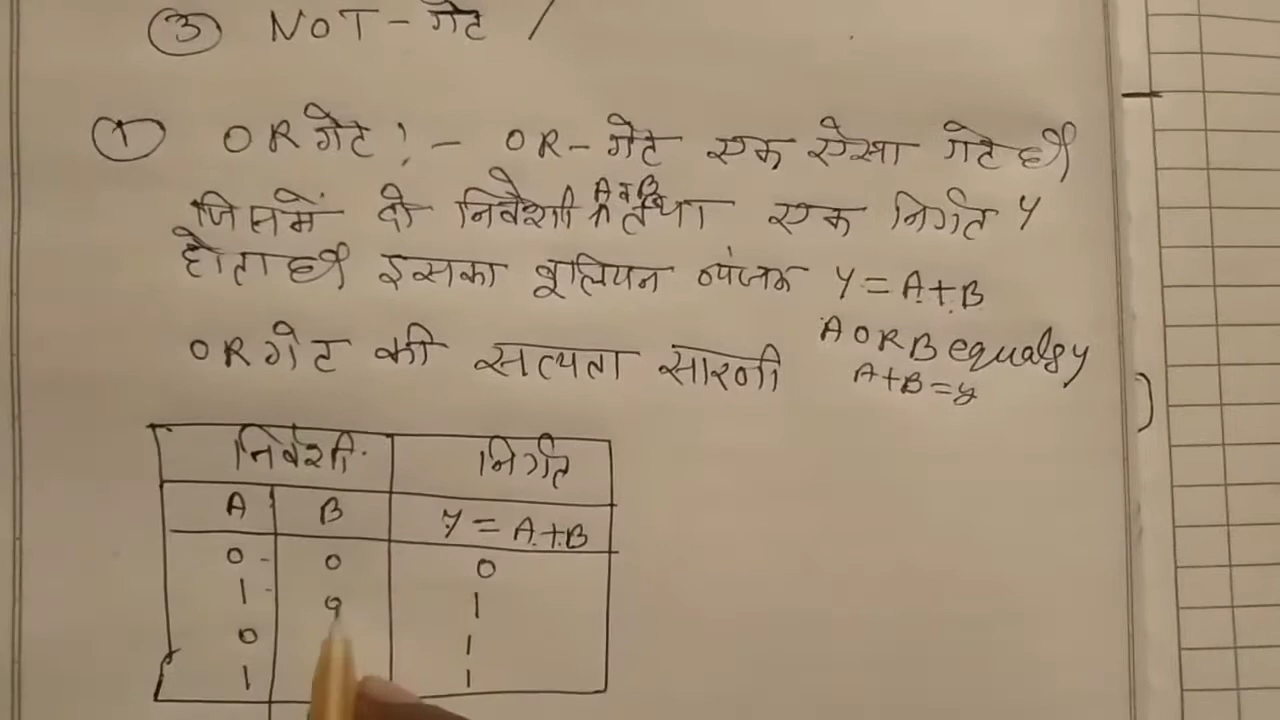 ③ NOT - गेट /
① OR गेट :- OR - गेट एक ऐसा गेट है
जिसमें दो निवेशी A व B तथा एक निर्गत y
होता है इसका बूलियन व्यंजक y = A + B
A OR B equals y
OR गेट की सत्यता सारणी
A + B = y
निवेशी निर्गत
A B y = A + B
0 0 0
1 0 1
0 1
1 1